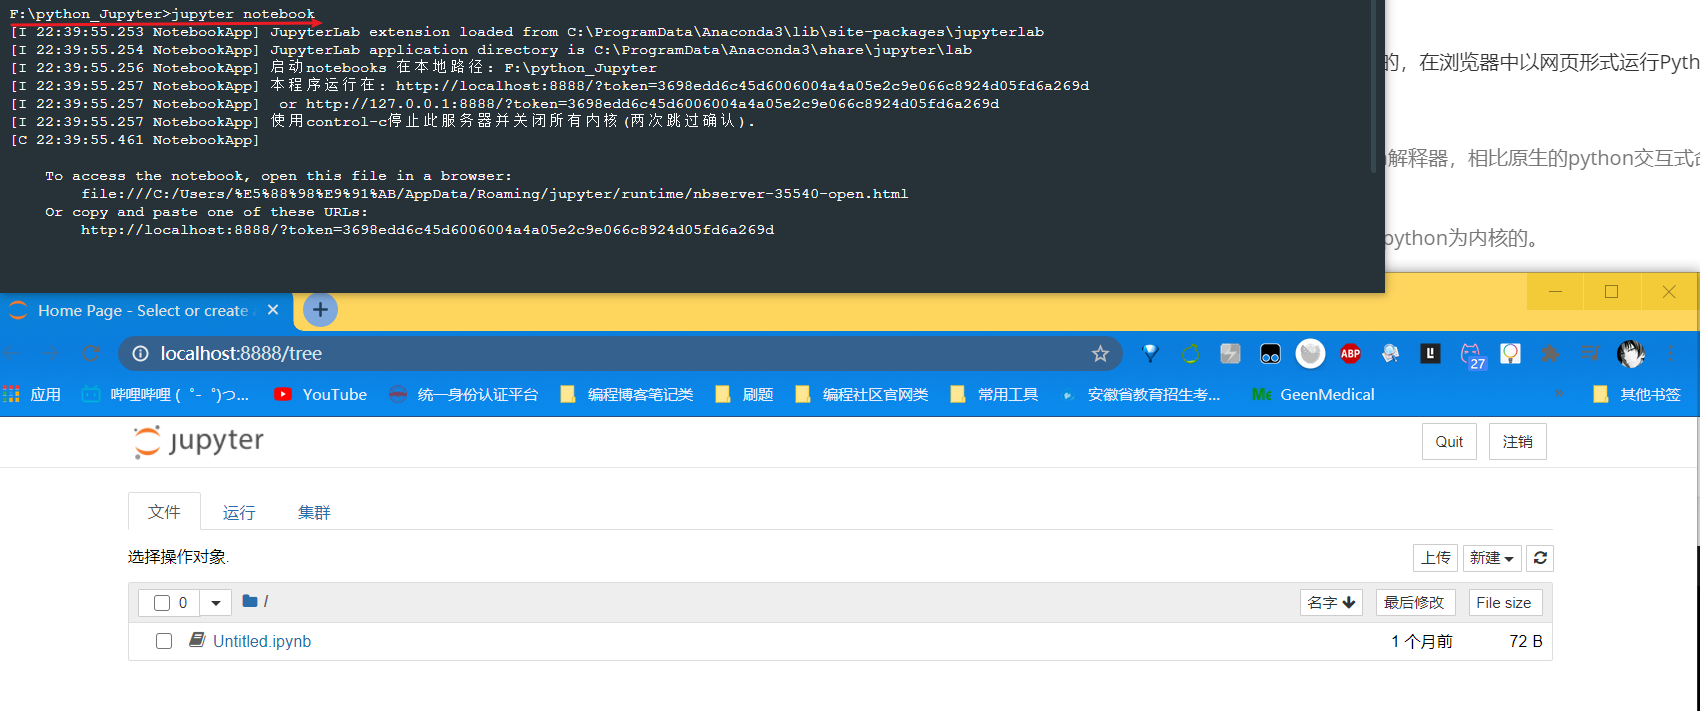 F:\python_Jupyter>jupyter notebook
[I 22:39:55.253 NotebookApp] JupyterLab extension loaded from C:\ProgramData\Anaconda3\lib\site-packages\jupyterlab
[I 22:39:55.254 NotebookApp] JupyterLab application directory is C:\ProgramData\Anaconda3\share\jupyter\lab
[I 22:39:55.256 NotebookApp] 启动notebooks 在本地路径: F:\python_Jupyter
[I 22:39:55.257 NotebookApp] 本程序运行在: http://localhost:8888/?token=3698edd6c45d6006004a4a05e2c9e066c8924d05fd6a269d
[I 22:39:55.257 NotebookApp]  or http://127.0.0.1:8888/?token=3698edd6c45d6006004a4a05e2c9e066c8924d05fd6a269d
[I 22:39:55.257 NotebookApp] 使用control-c停止此服务器并关闭所有内核(两次跳过确认).
[C 22:39:55.461 NotebookApp]
To access the notebook, open this file in a browser:
file:///C:/Users/%E5%88%98%E9%91%AB/AppData/Roaming/jupyter/runtime/nbserver-35540-open.html
Or copy and paste one of these URLs:
http://localhost:8888/?token=3698edd6c45d6006004a4a05e2c9e066c8924d05fd6a269d
的，在浏览器中以网页形式运行Pyth
解释器，相比原生的python交互式
python为内核的。
Home Page - Select or create
localhost:8888/tree
ABP
27
应用 哔哩哔哩 (゜-゜)つ... YouTube 统一身份认证平台 编程博客笔记类 刷题 编程社区官网类 常用工具 安徽省教育招生考... GeenMedical » 其他书签
jupyter
Quit 注销
文件 运行 集群
选择操作对象.
上传 新建
0 / 名字 最后修改 File size
Untitled.ipynb 1 个月前 72 B